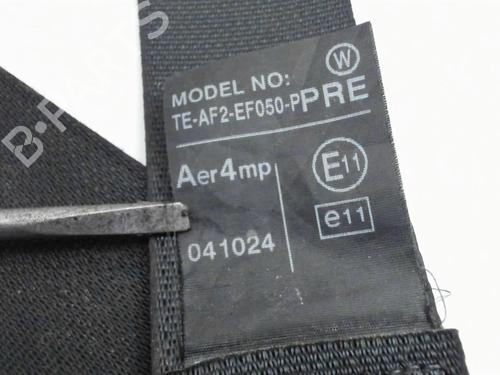 W
MODEL NO:
TE-AF2-EF050-PPRE
Aer4mp
E11
041024
e11